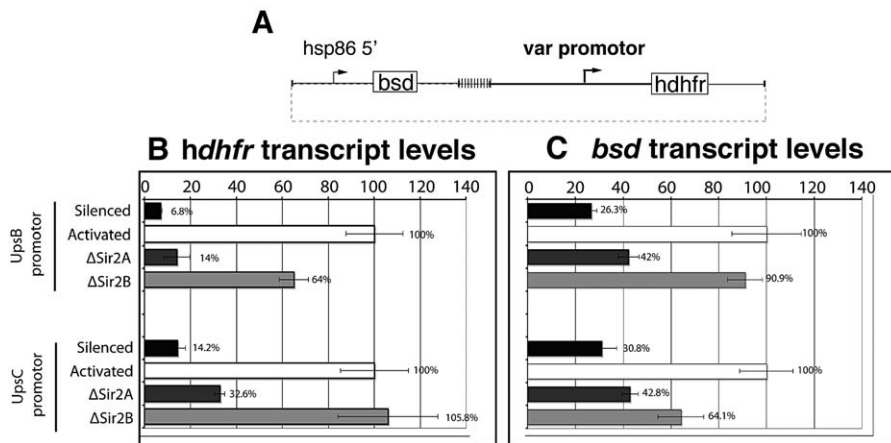 A
hsp86 5'
var promotor
bsd
hdhfr
B hdhfr transcript levels
0 20 40 60 80 100 120 140
UpsB promotor
Silenced 6.8%
Activated 100%
ΔSir2A 14%
ΔSir2B 64%
UpsC promotor
Silenced 14.2%
Activated 100%
ΔSir2A 32.6%
ΔSir2B 105.8%
C bsd transcript levels
0 20 40 60 80 100 140
26.3%
100%
42%
90.9%
30.8%
100%
42.8%
64.1%